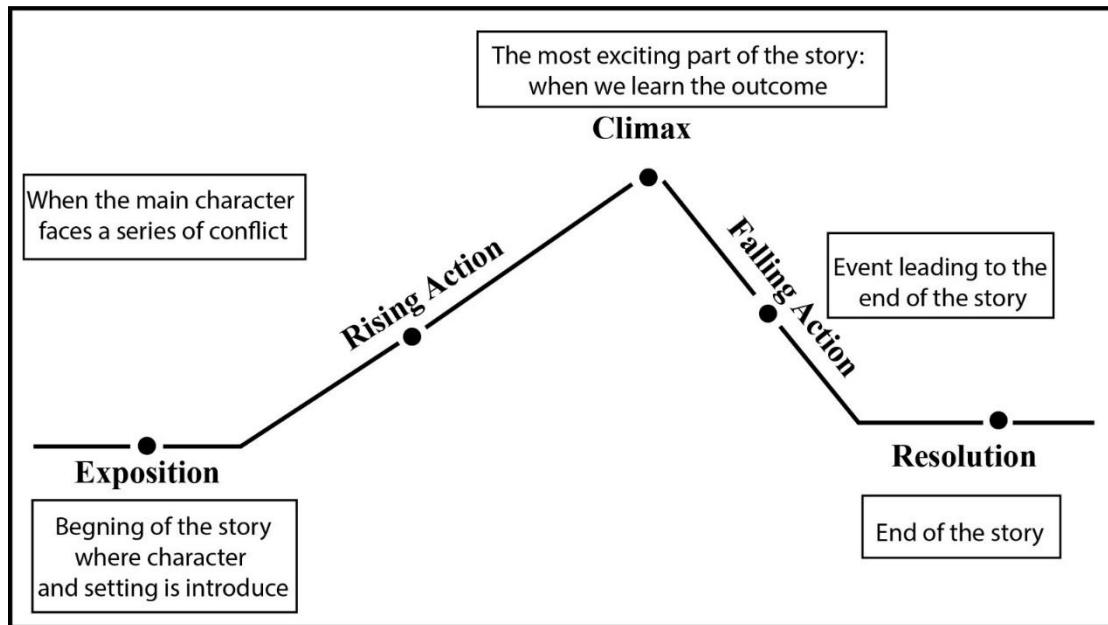 The most exciting part of the story:
when we learn the outcome
Climax
When the main character
faces a series of conflict
Rising Action
Falling Action
Event leading to the
end of the story
Exposition
Begning of the story
where character
and setting is introduce
Resolution
End of the story